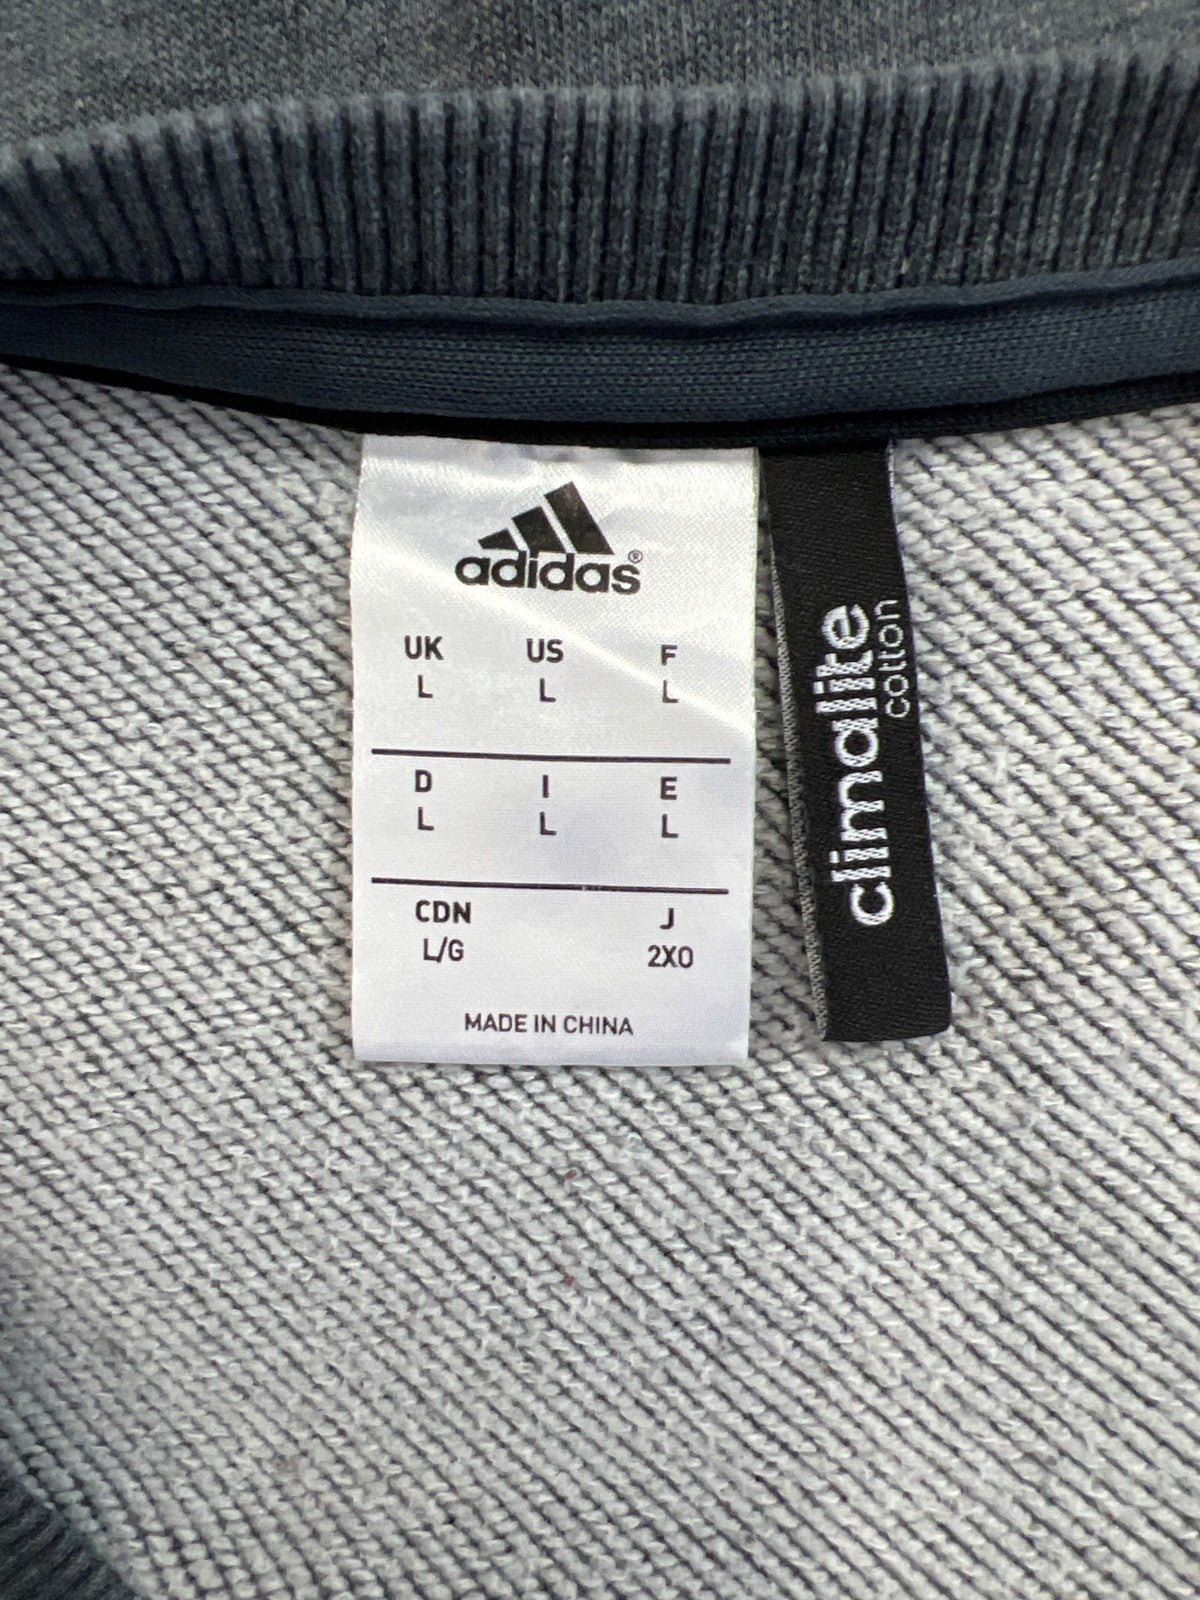 adidas®
UK US F
L L L
D I E
L L L
CDN J
L/G 2XO
MADE IN CHINA
climalite
cotton